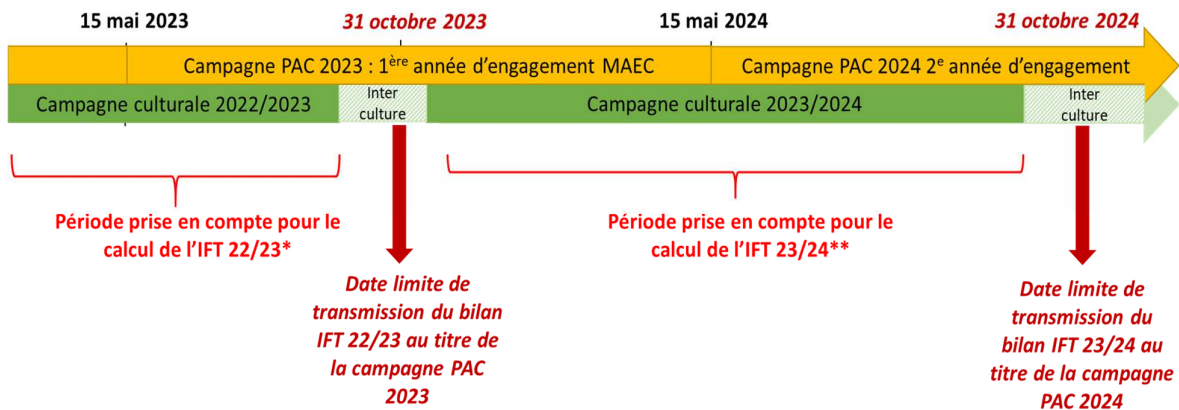 15 mai 2023
31 octobre 2023
15 mai 2024
31 octobre 2024
Campagne PAC 2023 : 1ère année d’engagement MAEC
Campagne PAC 2024 2e année d’engagement
Campagne culturale 2022/2023
Inter
culture
Campagne culturale 2023/2024
Inter
culture
Période prise en compte pour le
calcul de l’IFT 22/23*
Période prise en compte pour le
calcul de l’IFT 23/24**
Date limite de
transmission du bilan
IFT 22/23 au titre de
la campagne PAC
2023
Date limite de
transmission du
bilan IFT 23/24 au
titre de la campagne
PAC 2024